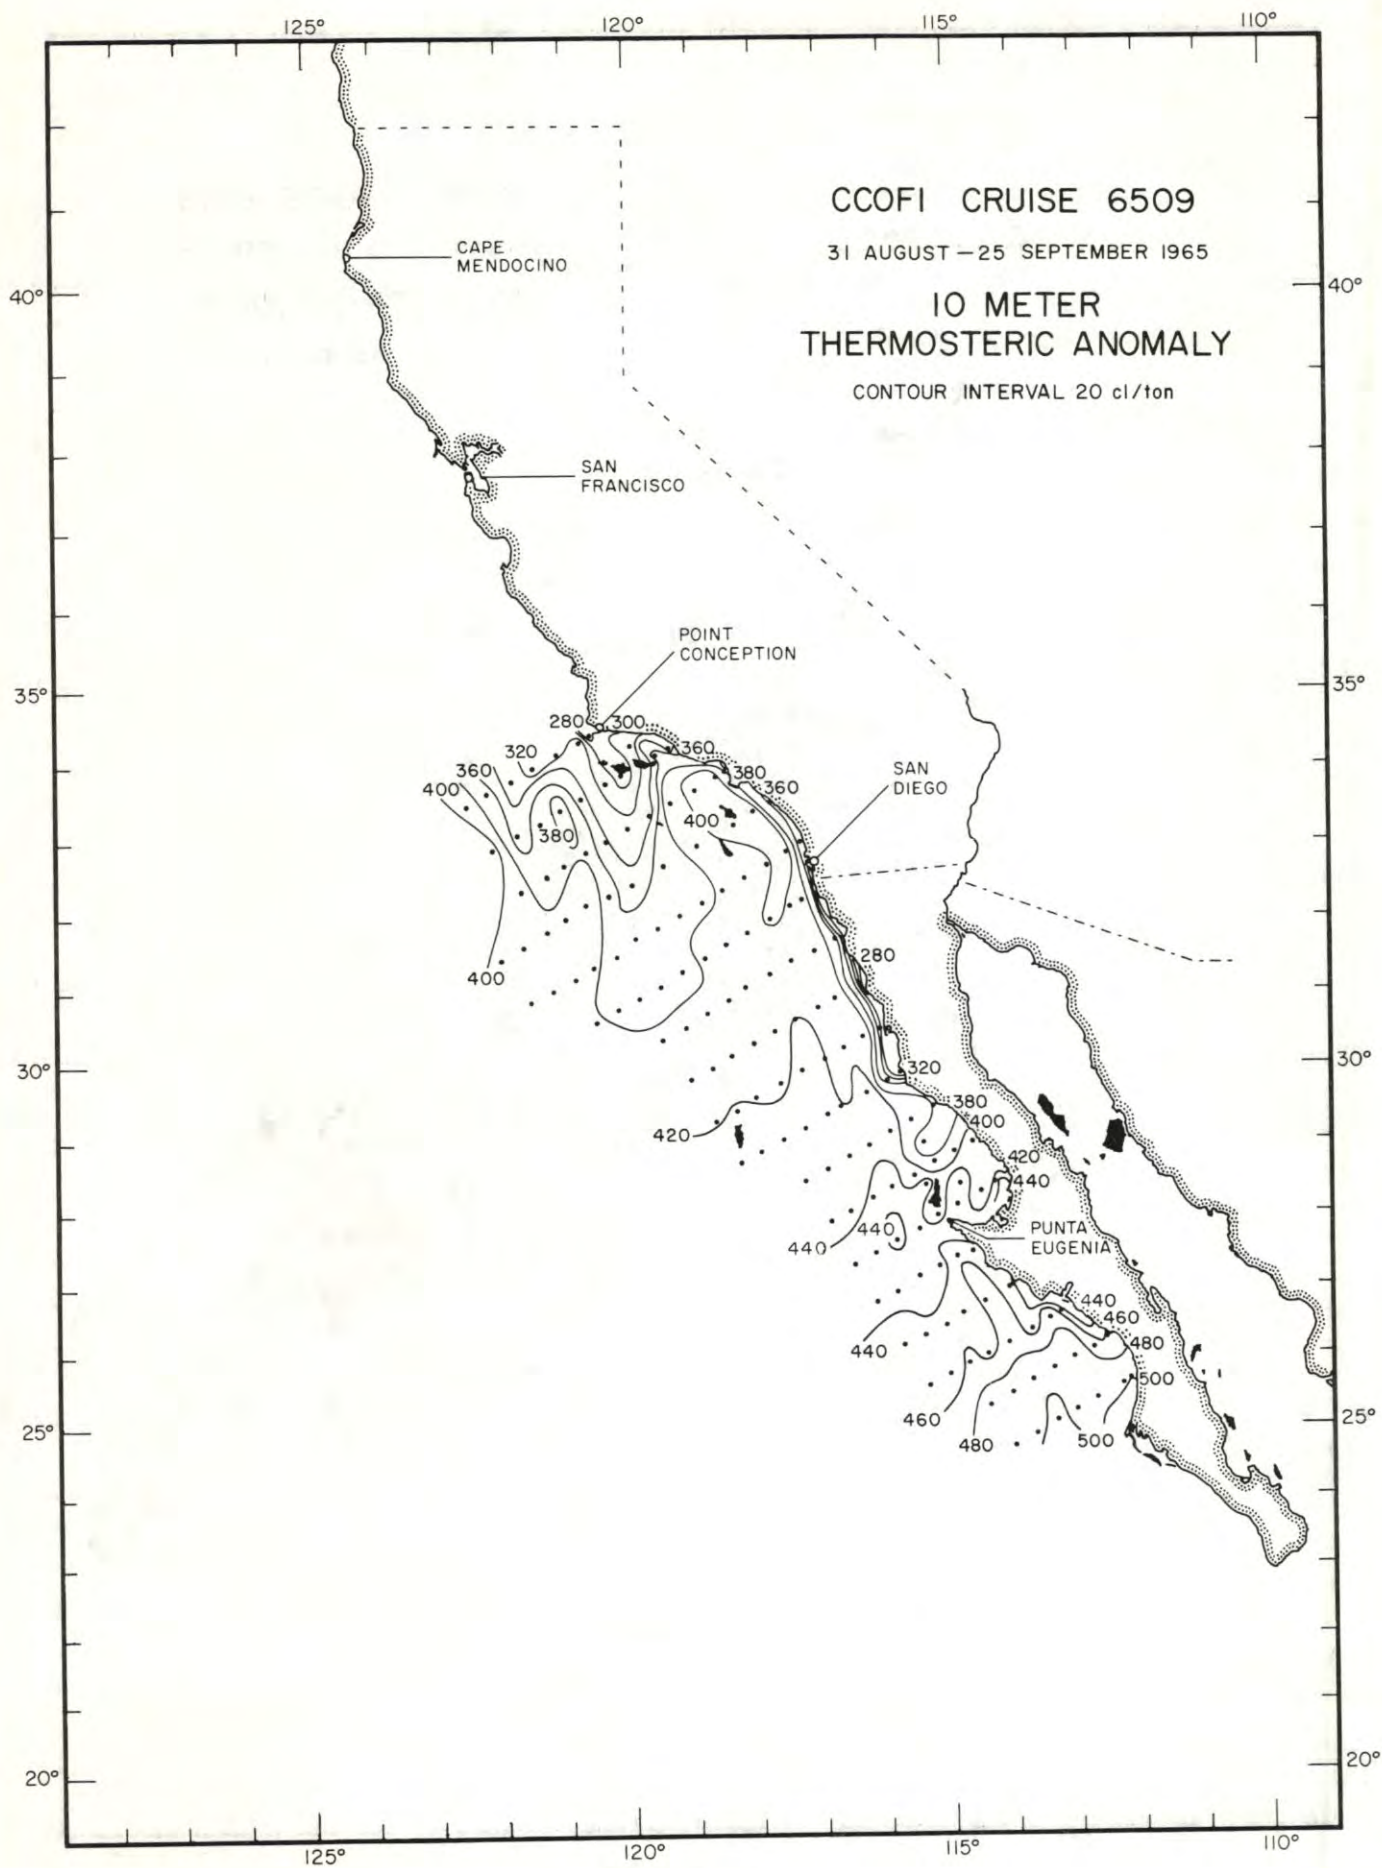 125° 120° 115° 110°
CCOFI CRUISE 6509
31 AUGUST – 25 SEPTEMBER 1965
10 METER
THERMOSTERIC ANOMALY
CONTOUR INTERVAL 20 cl/ton
CAPE
MENDOCINO
40° 40°
SAN
FRANCISCO
POINT
CONCEPTION
35° 35°
280 300
320 360
360 380
400 360
SAN
DIEGO
400
380
280
400
30° 30°
320
380
400
420
420
440
440
440
PUNTA
EUGENIA
440
460
440
480
500
460
480 500
25° 25°
20° 20°
125° 120° 115° 110°